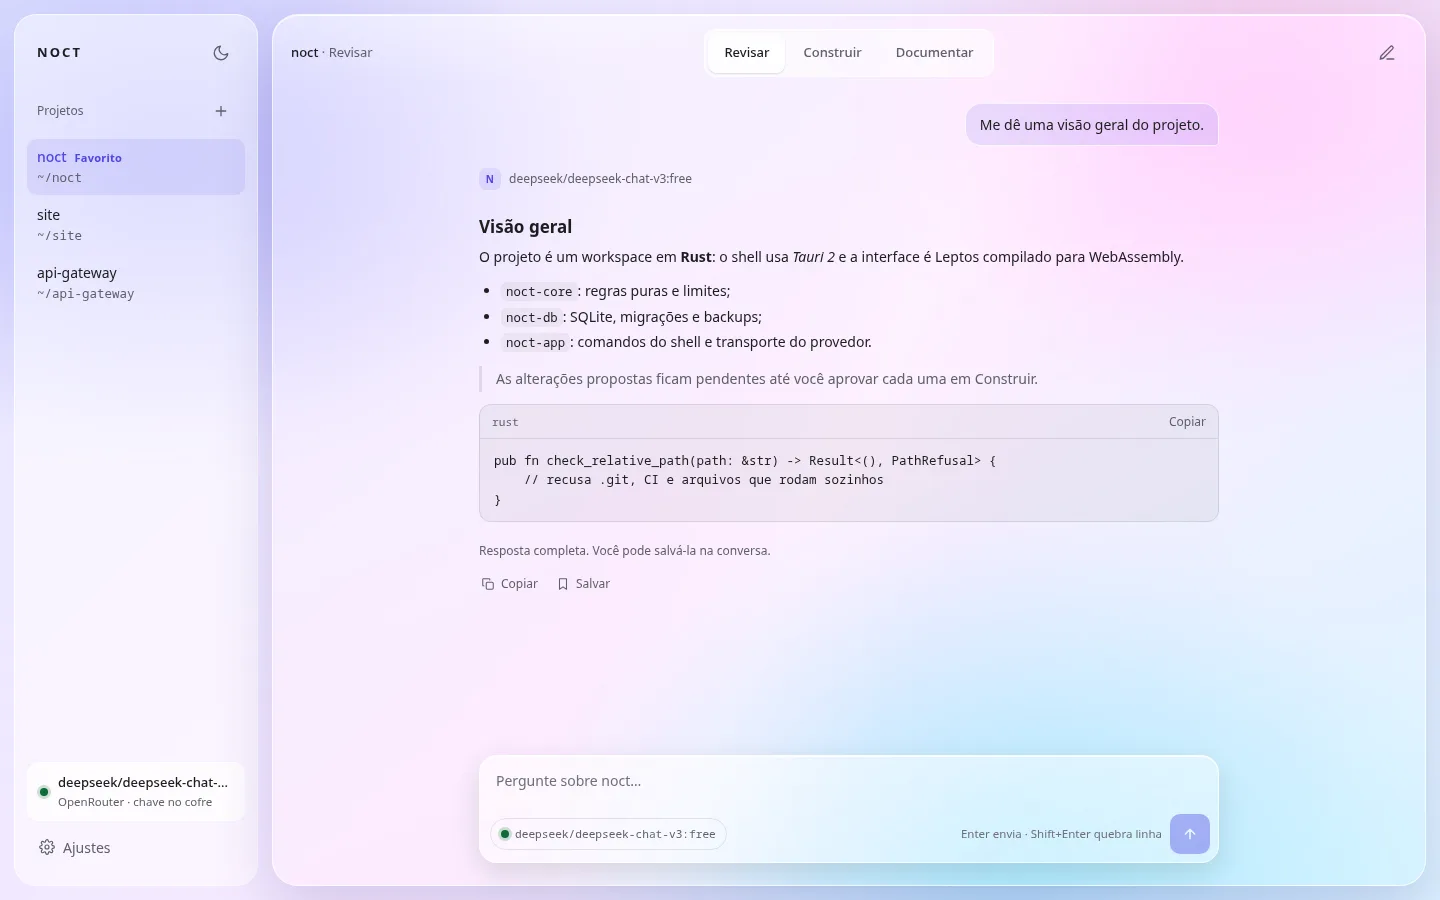 NOCT
Projetos
noct Favorito
~/noct
site
~/site
api-gateway
~/api-gateway
deepseek/deepseek-chat-...
OpenRouter · chave no cofre
Ajustes
noct · Revisar
Revisar Construir Documentar
Me dê uma visão geral do projeto.
N deepseek/deepseek-chat-v3:free
Visão geral
O projeto é um workspace em Rust: o shell usa Tauri 2 e a interface é Leptos compilado para WebAssembly.
• noct-core: regras puras e limites;
• noct-db: SQLite, migrações e backups;
• noct-app: comandos do shell e transporte do provedor.
As alterações propostas ficam pendentes até você aprovar cada uma em Construir.
rust Copiar
pub fn check_relative_path(path: &str) -> Result<(), PathRefusal> {
    // recusa .git, CI e arquivos que rodam sozinhos
}
Resposta completa. Você pode salvá-la na conversa.
Copiar Salvar
Pergunte sobre noct...
deepseek/deepseek-chat-v3:free Enter envia · Shift+Enter quebra linha